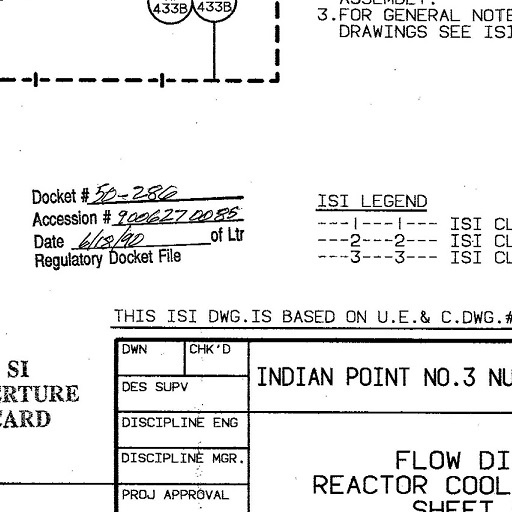 433B 433B
ASSEMBLY.
3.FOR GENERAL NOTE
DRAWINGS SEE ISI
Docket # 50-286
Accession # 9006270085
Date 6/18/90 of Ltr
Regulatory Docket File
ISI LEGEND
---1---1--- ISI CL
---2---2--- ISI CL
---3---3--- ISI CL
THIS ISI DWG.IS BASED ON U.E.& C.DWG.#
SI
ERTURE
CARD
DWN CHK'D
DES SUPV
DISCIPLINE ENG
DISCIPLINE MGR.
PROJ APPROVAL
INDIAN POINT NO.3 NU
FLOW DI
REACTOR COOL
SHEET